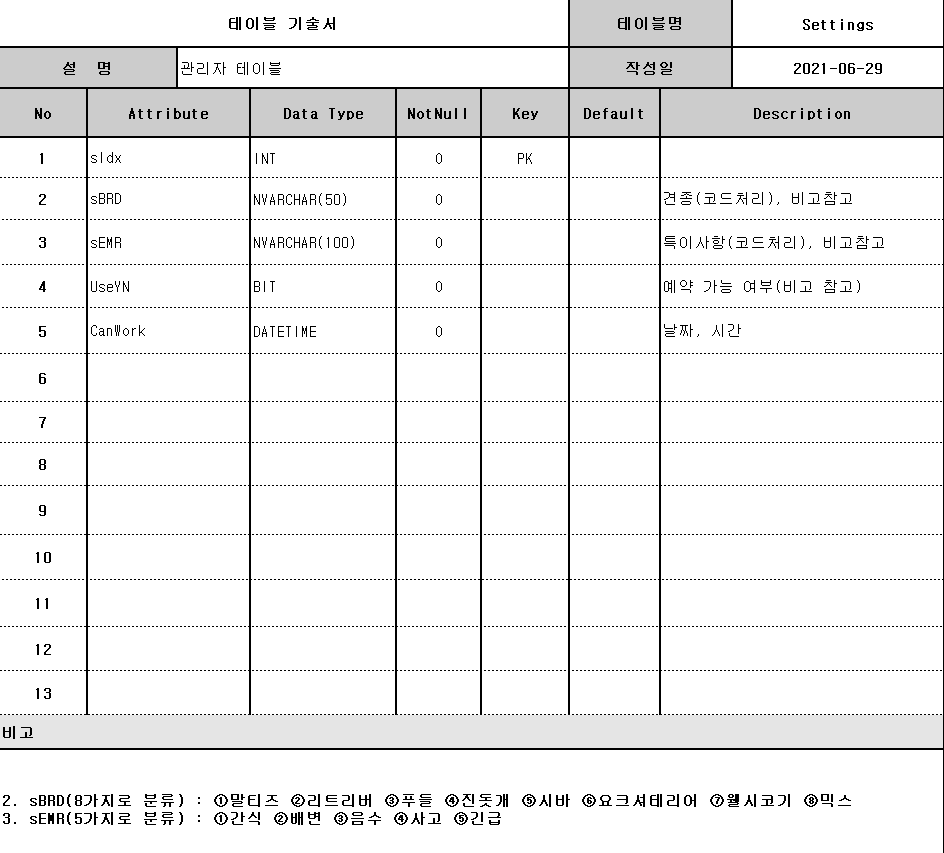 테이블 기술서 테이블명 Settings
설 명 관리자 테이블 작성일 2021-06-29
No Attribute Data Type NotNull Key Default Description
1 sIdx INT O PK
2 sBRD NVARCHAR(50) O 견종(코드처리), 비고참고
3 sEMR NVARCHAR(100) O 특이사항(코드처리), 비고참고
4 UseYN BIT O 예약 가능 여부(비고 참고)
5 CanWork DATETIME O 날짜, 시간
6
7
8
9
10
11
12
13
비고
2. sBRD(8가지로 분류) : ①말티즈 ②리트리버 ③푸들 ④진돗개 ⑤시바 ⑥요크셔테리어 ⑦웰시코기 ⑧믹스
3. sEMR(5가지로 분류) : ①간식 ②배변 ③음수 ④사고 ⑤긴급